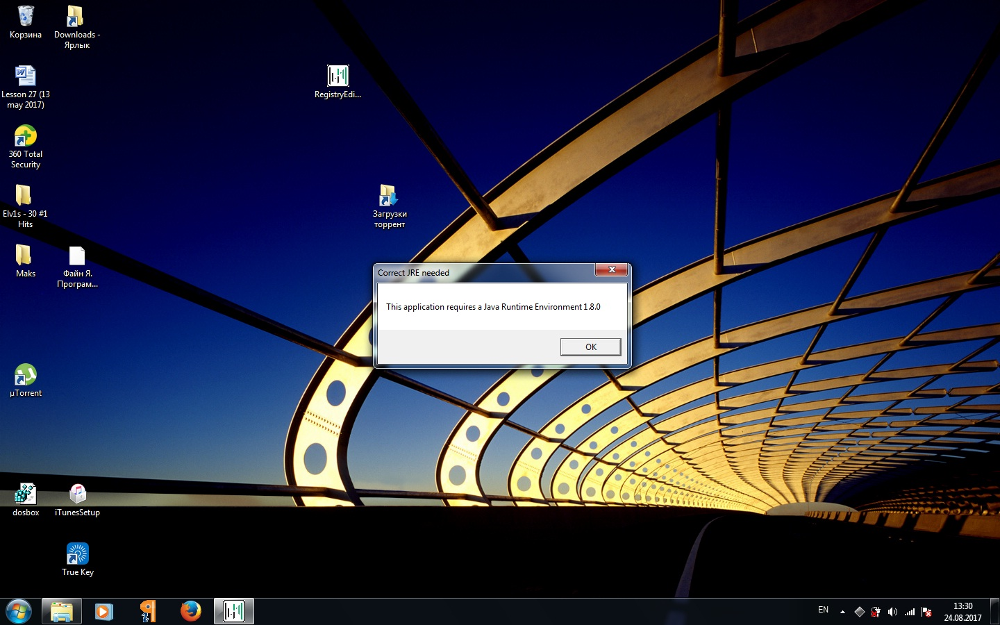 Корзина
Downloads -
Ярлык
RegistryEdi...
Lesson 27 (13
may 2017)
360 Total
Security
Elv1s - 30 #1
Hits
Загрузки
торрент
Maks
Файн Я.
Програм...
Correct JRE needed
This application requires a Java Runtime Environment 1.8.0
OK
µTorrent
dosbox
iTunesSetup
True Key
EN
13:30
24.08.2017